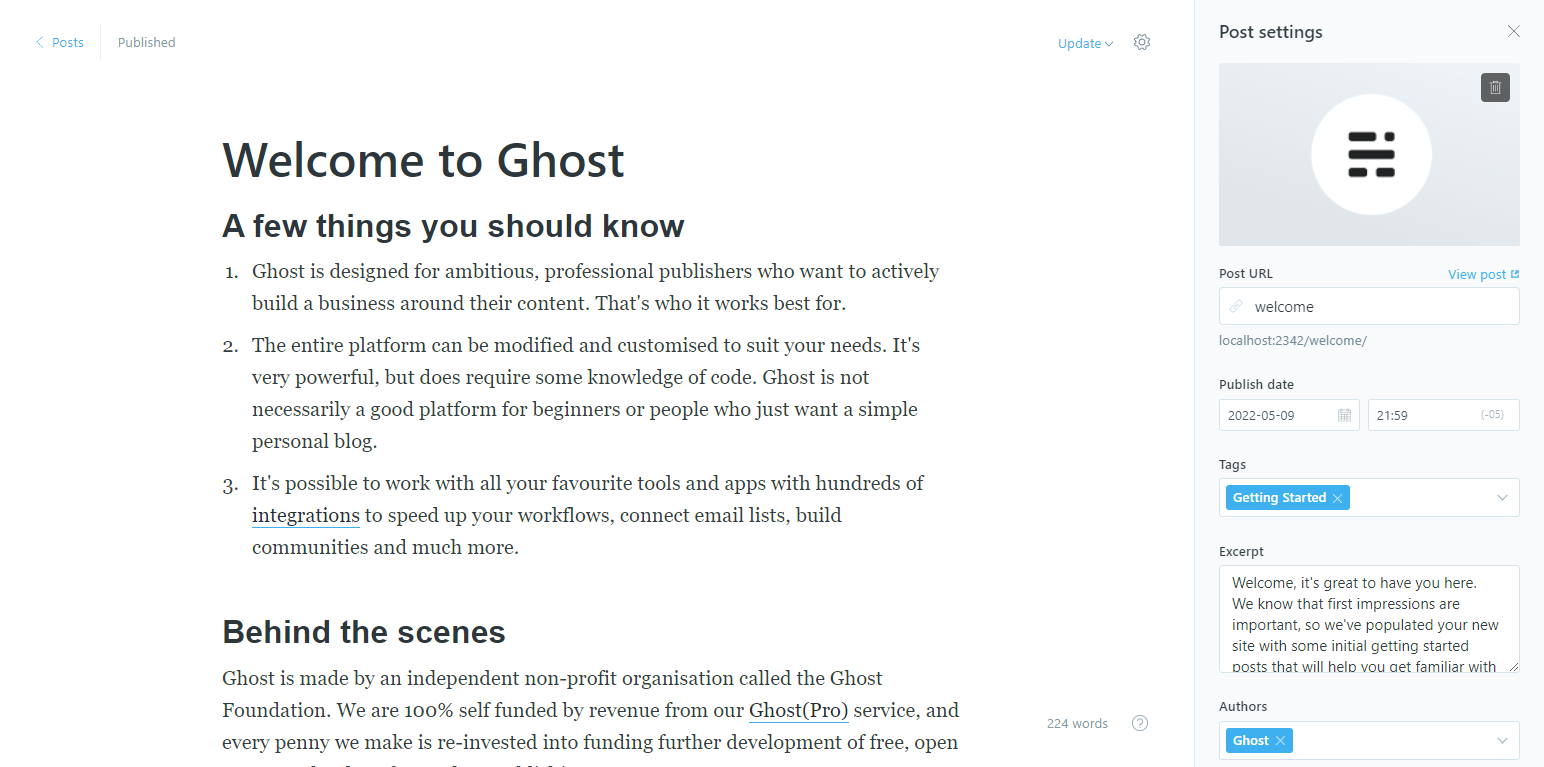 Posts
Published
Update
Welcome to Ghost
A few things you should know
1. Ghost is designed for ambitious, professional publishers who want to actively
build a business around their content. That's who it works best for.
2. The entire platform can be modified and customised to suit your needs. It's
very powerful, but does require some knowledge of code. Ghost is not
necessarily a good platform for beginners or people who just want a simple
personal blog.
3. It's possible to work with all your favourite tools and apps with hundreds of
integrations to speed up your workflows, connect email lists, build
communities and much more.
Behind the scenes
Ghost is made by an independent non-profit organisation called the Ghost
Foundation. We are 100% self funded by revenue from our Ghost(Pro) service, and
every penny we make is re-invested into funding further development of free, open
224 words
Post settings
Post URL
View post
welcome
localhost:2342/welcome/
Publish date
2022-05-09
21:59
(-05)
Tags
Getting Started
Excerpt
Welcome, it's great to have you here.
We know that first impressions are
important, so we've populated your new
site with some initial getting started
posts that will help you get familiar with
Authors
Ghost